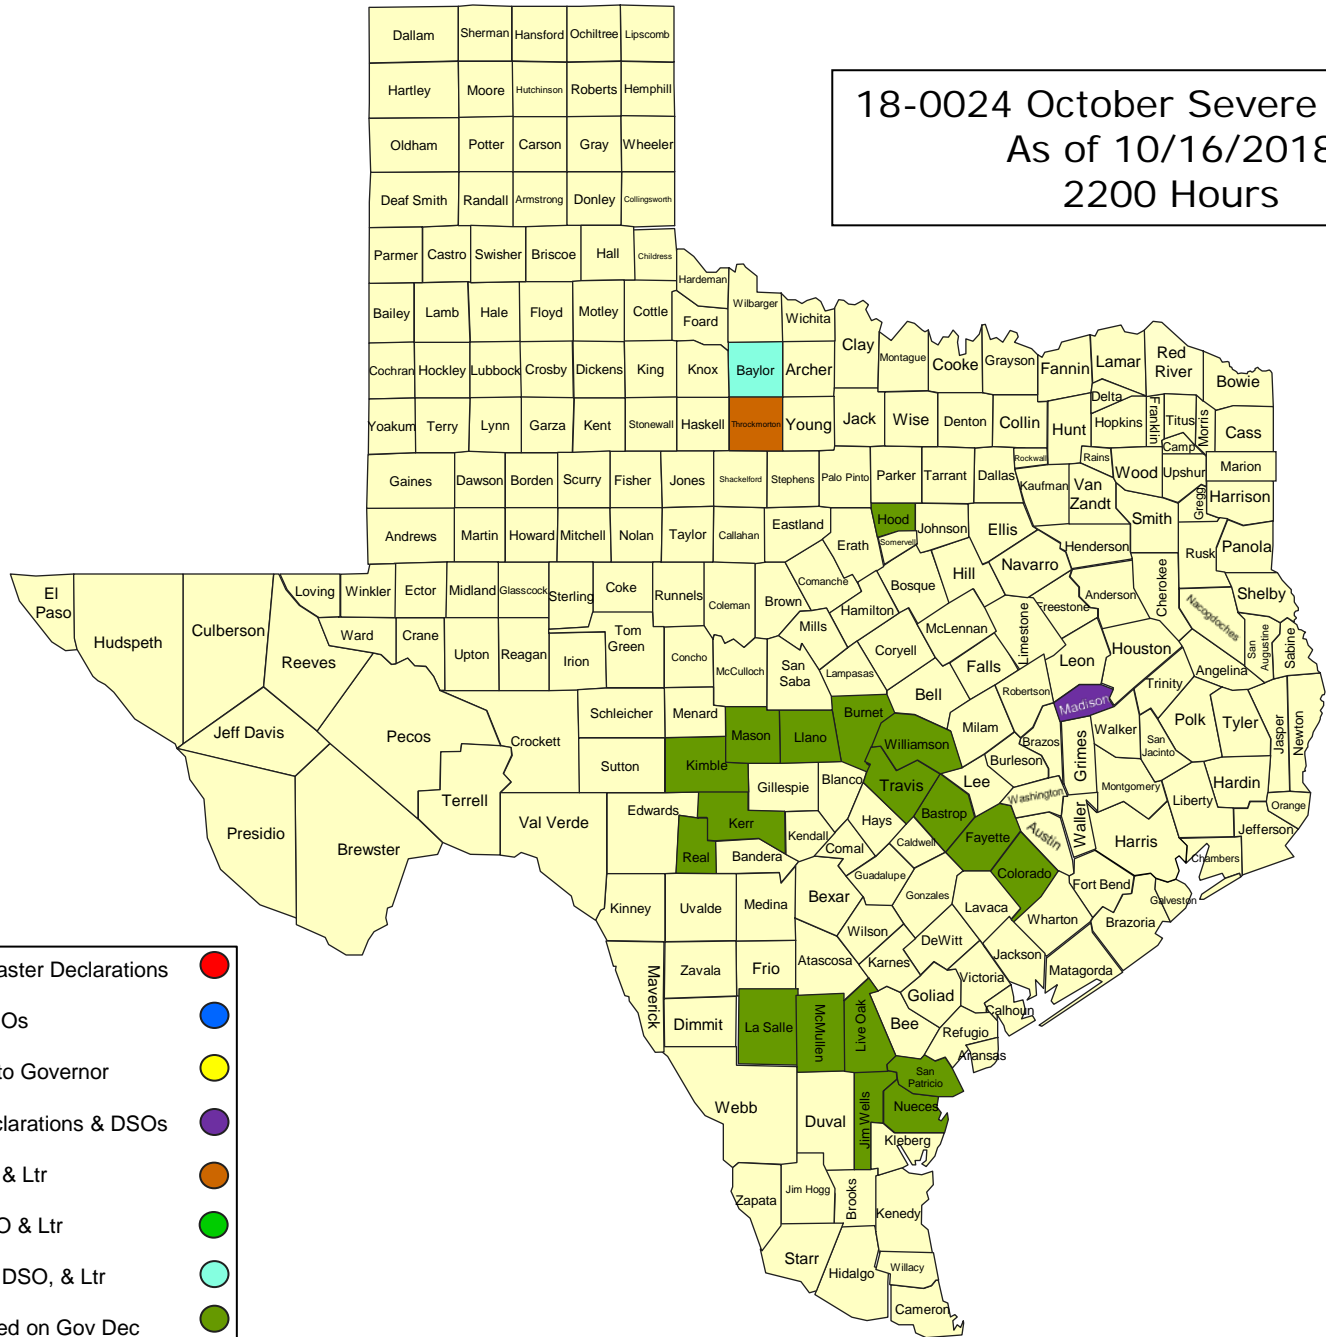 18-0024 October Severe
As of 10/16/2018
2200 Hours
Dallam Sherman Hansford Ochiltree Lipscomb
Hartley Moore Hutchinson Roberts Hemphill
Oldham Potter Carson Gray Wheeler
Deaf Smith Randall Armstrong Donley Collingsworth
Parmer Castro Swisher Briscoe Hall Childress
Hardeman
Bailey Lamb Hale Floyd Motley Cottle Foard Wilbarger Wichita
Clay Montague Cooke Grayson Fannin Lamar Red
River Bowie
Cochran Hockley Lubbock Crosby Dickens King Knox Baylor Archer
Delta
Yoakum Terry Lynn Garza Kent Stonewall Haskell Throckmorton Young Jack Wise Denton Collin Hunt Hopkins Franklin Titus Morris Cass
Camp
Rockwall Rains Wood Upshur Marion
Gaines Dawson Borden Scurry Fisher Jones Shackelford Stephens Palo Pinto Parker Tarrant Dallas Kaufman Van
Zandt Gregg Harrison
Andrews Martin Howard Mitchell Nolan Taylor Callahan Eastland Erath Hood Somervell Johnson Ellis Henderson Smith Rusk Panola
El
Paso Hudspeth Culberson Loving Winkler Ector Midland Glasscock Sterling Coke Runnels Coleman Brown Comanche Hamilton Bosque Hill Navarro Freestone Anderson Cherokee Nacogdoches Shelby
Reeves Ward Crane Upton Reagan Irion Tom
Green Concho McCulloch San
Saba Mills Lampasas Coryell McLennan Limestone Falls Leon Houston Angelina San
Augustine Sabine
Jeff Davis Pecos Crockett Schleicher Menard Mason Llano Burnet Bell Williamson Milam Robertson Madison Trinity Polk Tyler Jasper Newton
Sutton Kimble Gillespie Blanco Travis Lee Burleson Brazos Grimes Walker San
Jacinto
Presidio Brewster Terrell Val Verde Edwards Kerr Real Bandera Kendall Comal Hays Caldwell Bastrop Fayette Washington Austin Waller Montgomery Liberty Hardin Orange
Jefferson Chambers Harris
Kinney Uvalde Medina Bexar Guadalupe Gonzales Lavaca Colorado Fort Bend Galveston
Wharton Brazoria
Maverick Zavala Frio Atascosa Wilson Karnes DeWitt Jackson Matagorda
Victoria
Dimmit La Salle McMullen Live Oak Bee Goliad Refugio Calhoun
Aransas
Webb Duval Jim Wells San
Patricio Nueces
Kleberg
Zapata Jim Hogg Brooks Kenedy
Starr Hidalgo Willacy
Cameron
aster Declarations
Os
to Governor
clarations & DSOs
& Ltr
O & Ltr
DSO, & Ltr
ed on Gov Dec